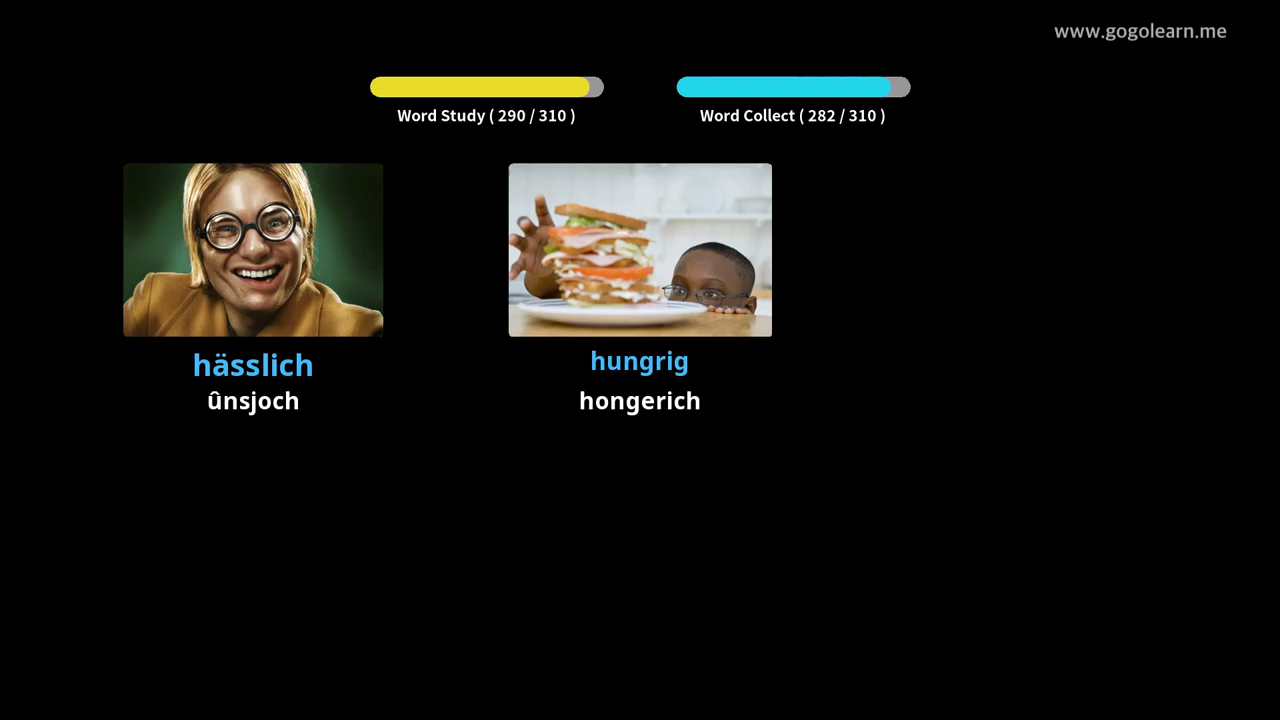 www.gogolearn.me
Word Study ( 290 / 310 )
Word Collect ( 282 / 310 )
hässlich
ûnsjoch
hungrig
hongerich